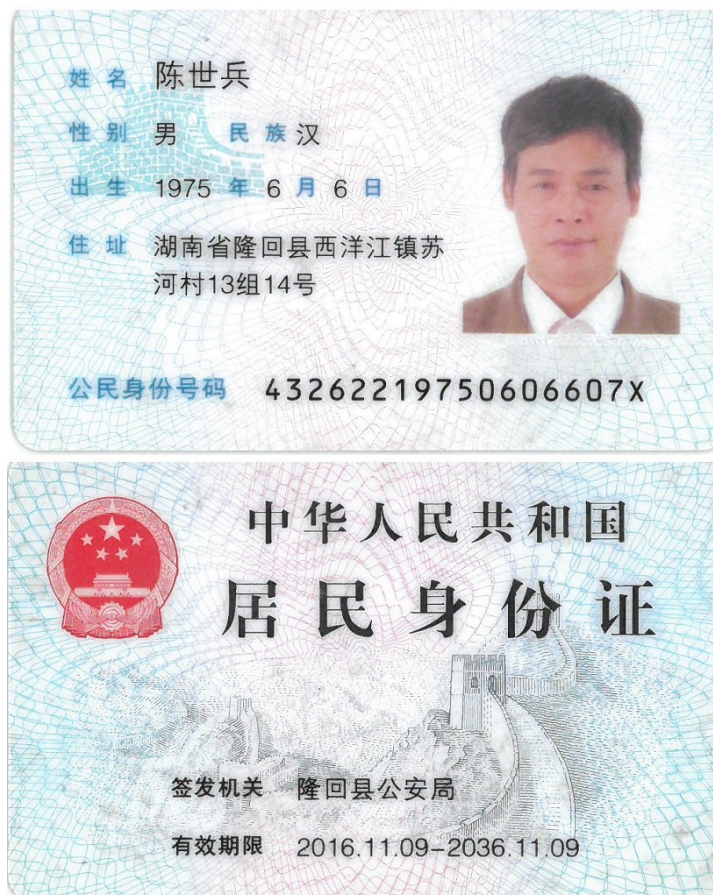 姓名 陈世兵
性别 男 民族 汉
出生 1975 年 6 月 6 日
住址 湖南省隆回县西洋江镇苏
河村13组14号
公民身份号码 43262219750606607X
中华人民共和国
居民身份证
签发机关 隆回县公安局
有效期限 2016.11.09-2036.11.09